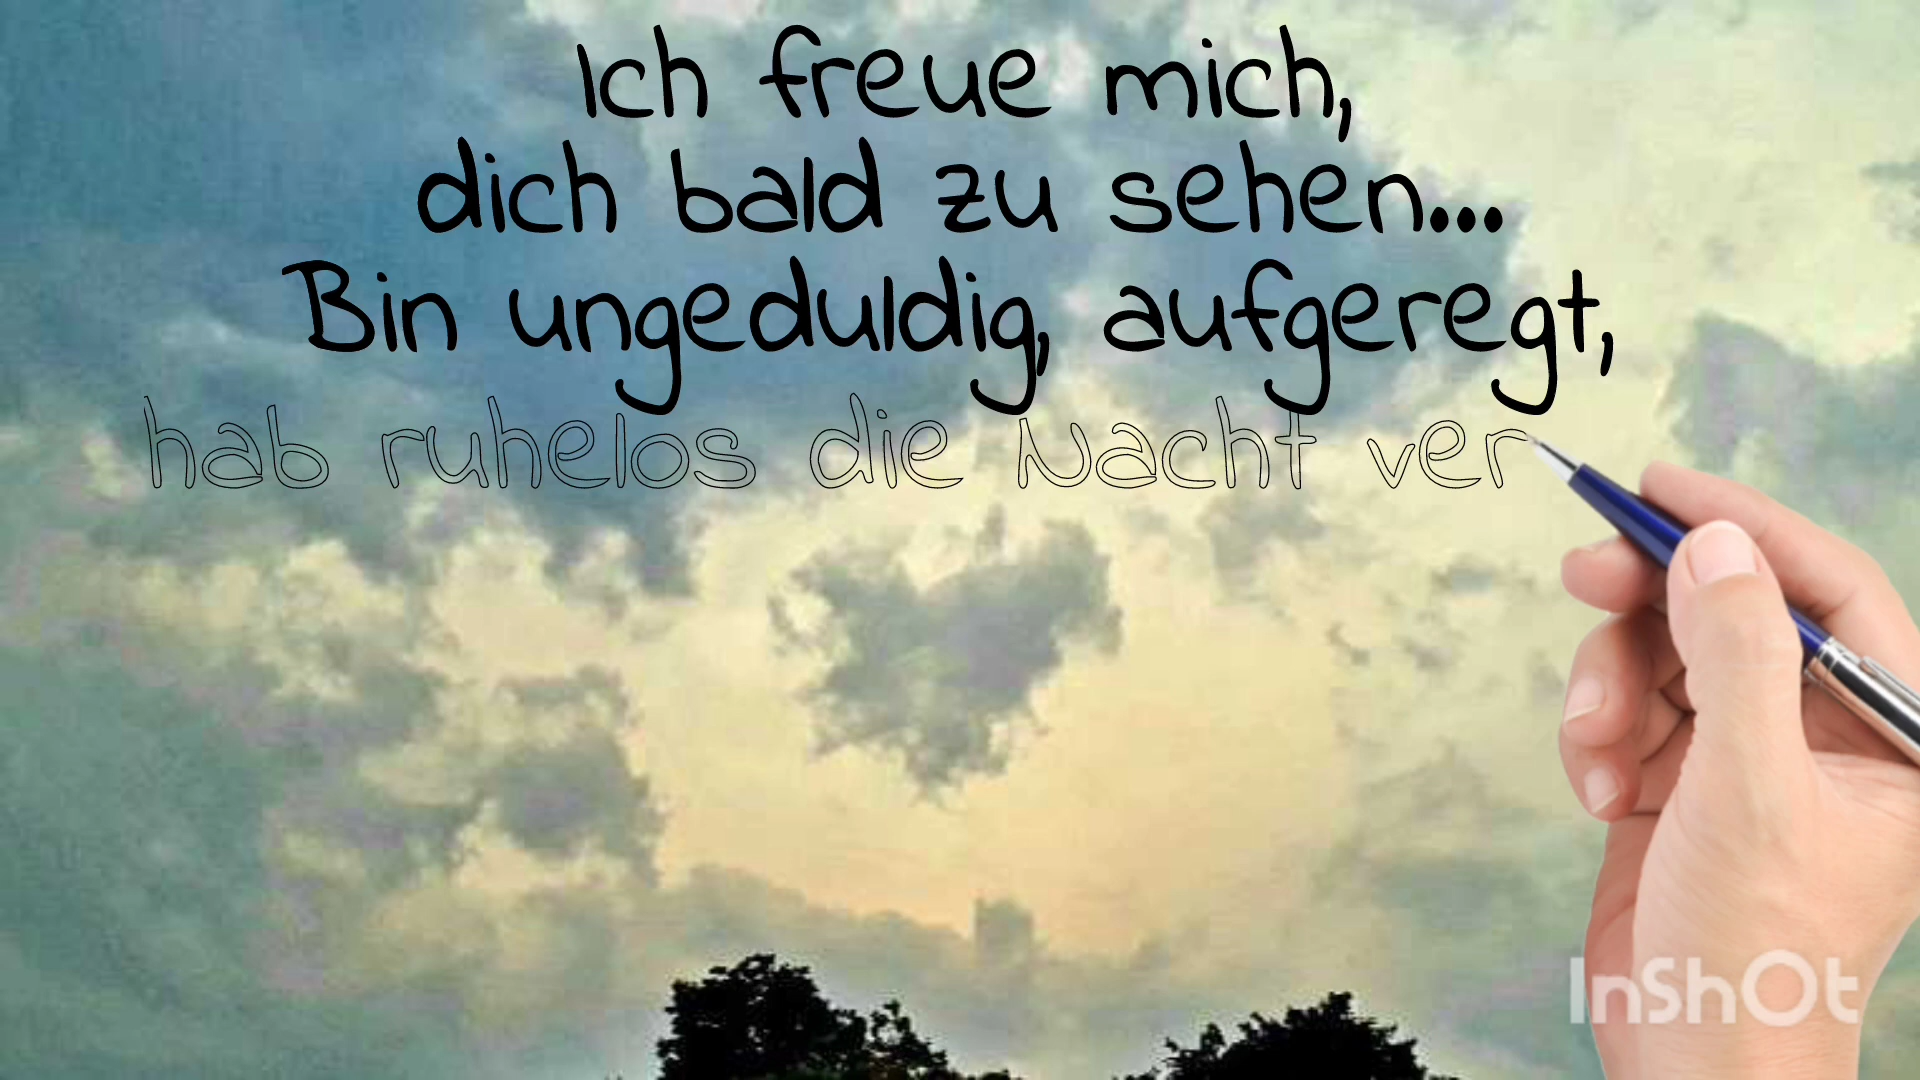 Ich freue mich,
dich bald zu sehen...
Bin ungeduldig, aufgeregt,
hab ruhelos die Nacht ver
InShOt